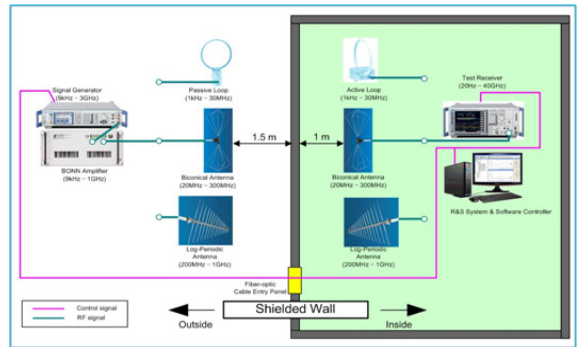 Signal Generator
(9kHz ~ 3GHz)
BONN Amplifier
(9kHz ~ 1GHz)
Passive Loop
(1kHz ~ 30MHz)
Biconical Antenna
(20MHz ~ 300MHz)
Log-Periodic
Antenna
(200MHz ~ 1GHz)
1.5 m
1 m
Active Loop
(1kHz ~ 30MHz)
Biconical Antenna
(20MHz ~ 300MHz)
Log-Periodic Antenna
(200MHz ~ 1GHz)
Test Receiver
(20Hz ~ 40GHz)
R&S System & Software Controller
Fiber-optic
Cable Entry Panel
Shielded Wall
Outside
Inside
Control signal
RF signal